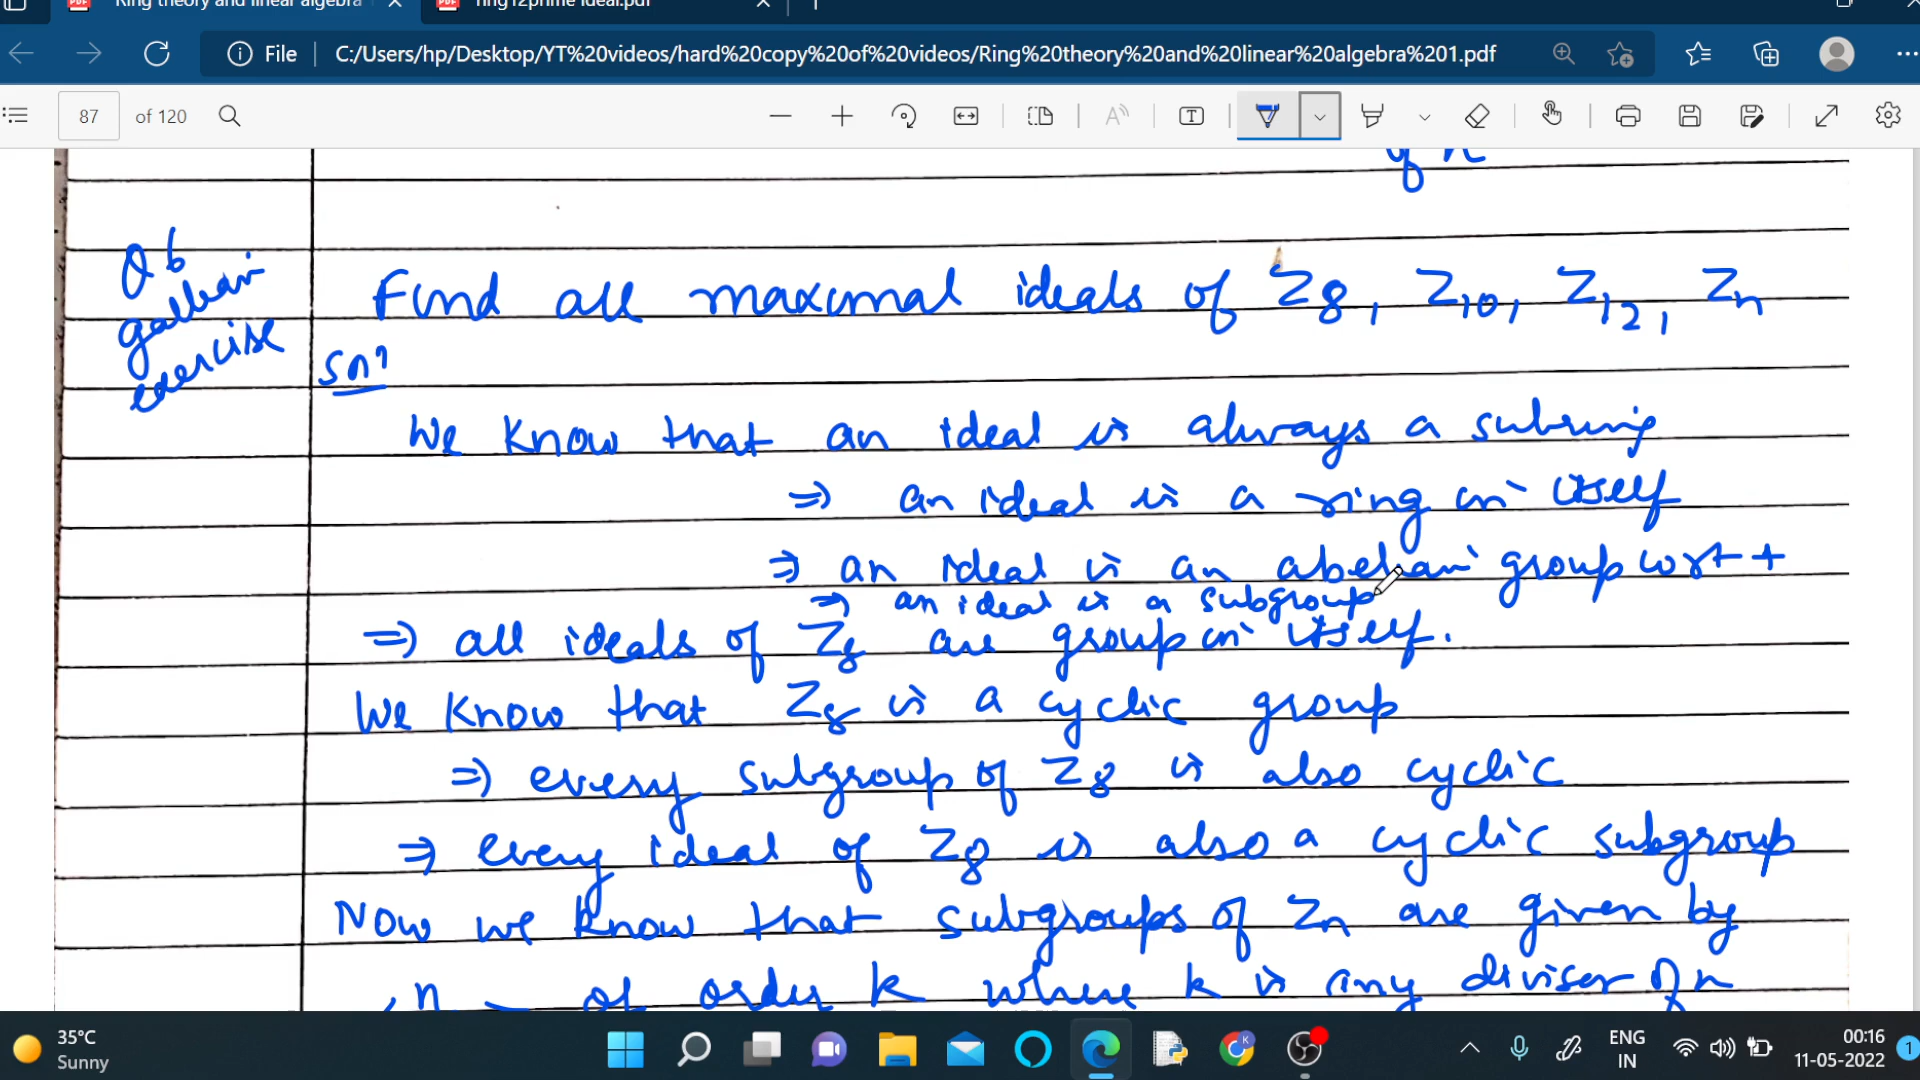 Ring theory and linear algebra
ring12prime ideal.pdf
File
C:/Users/hp/Desktop/YT%20videos/hard%20copy%20of%20videos/Ring%20theory%20and%20linear%20algebra%201.pdf
87 of 120
of n
Q 6
gallian
exercise
Find all maximal ideals of Z8, Z10, Z12, Zn
Soln
We know that an ideal is always a subring
⇒ an ideal is a ring in itself
⇒ an ideal is an abelian group wrt +
⇒ an ideal is a subgroup
⇒ all ideals of Z8 are group in itself.
We know that Z8 is a cyclic group
⇒ every subgroup of Z8 is also cyclic
⇒ every ideal of Z8 is also a cyclic subgroup
Now we know that subgroups of Zn are given by
n of order k where k is any divisor of n
35°C
Sunny
ENG
IN
00:16
11-05-2022
1